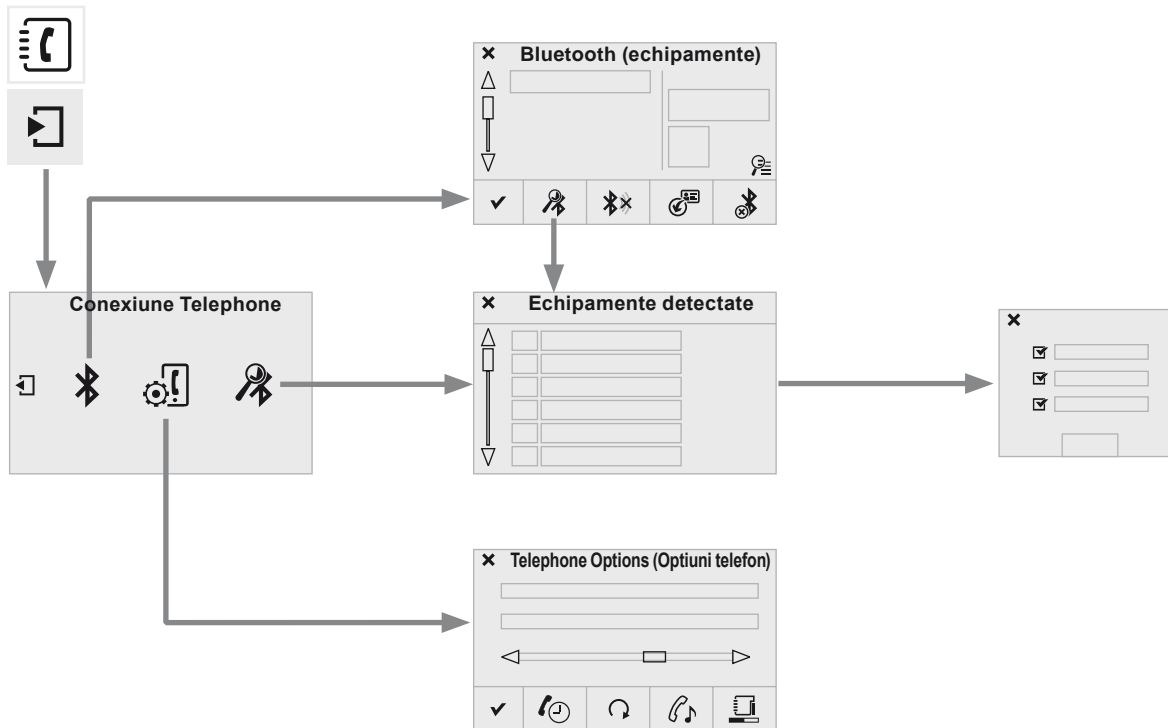 Bluetooth (echipamente)
Conexiune Telephone
Echipamente detectate
Telephone Options (Optiuni telefon)